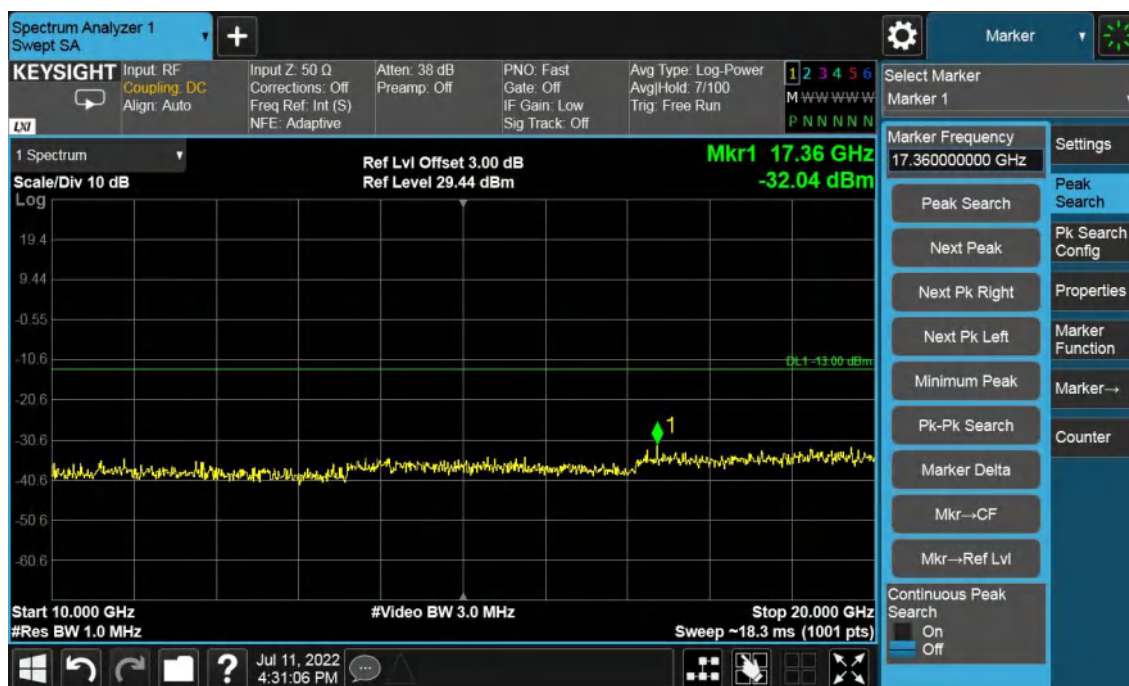 Spectrum Analyzer 1
Swept SA
+
Marker
KEYSIGHT
LXI
Input: RF
Coupling: DC
Align: Auto
Input Z: 50 Ω
Corrections: Off
Freq Ref: Int (S)
NFE: Adaptive
Atten: 38 dB
Preamp: Off
PNO: Fast
Gate: Off
IF Gain: Low
Sig Track: Off
Avg Type: Log-Power
Avg|Hold: 7/100
Trig: Free Run
1 2 3 4 5 6
M W W W W W
P N N N N N
Select Marker
Marker 1
1 Spectrum
Scale/Div 10 dB
Log
Ref Lvl Offset 3.00 dB
Ref Level 29.44 dBm
Mkr1 17.36 GHz
-32.04 dBm
19.4
9.44
-0.55
-10.6
-20.6
-30.6
-40.6
-50.6
-60.6
DL1 -13.00 dBm
1
Start 10.000 GHz
#Res BW 1.0 MHz
#Video BW 3.0 MHz
Stop 20.000 GHz
Sweep ~18.3 ms (1001 pts)
Marker Frequency
17.360000000 GHz
Peak Search
Next Peak
Next Pk Right
Next Pk Left
Minimum Peak
Pk-Pk Search
Marker Delta
Mkr→CF
Mkr→Ref Lvl
Continuous Peak
Search
On
Off
Settings
Peak
Search
Pk Search
Config
Properties
Marker
Function
Marker→
Counter
?
Jul 11, 2022
4:31:06 PM